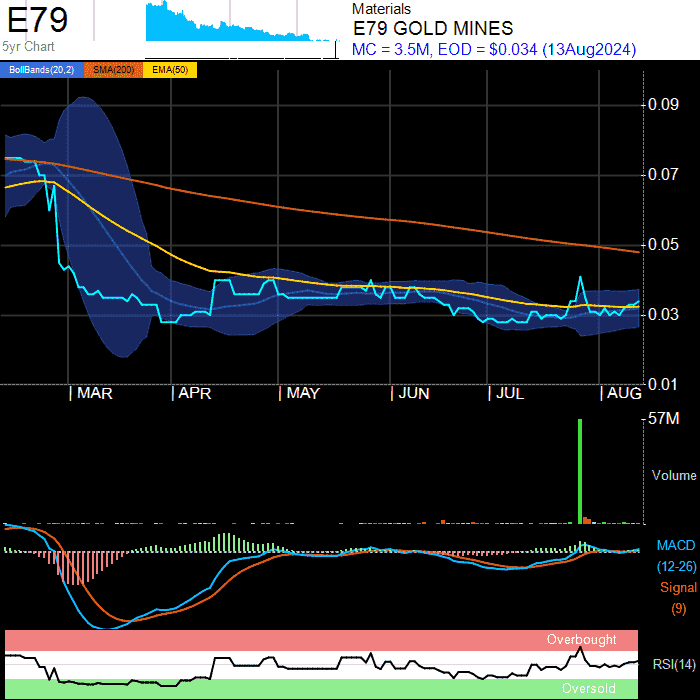 E79
5yr Chart
Materials
E79 GOLD MINES
MC = 3.5M, EOD = $0.034 (13Aug2024)
BollBands(20,2) SMA(200) EMA(50)
0.09
0.07
0.05
0.03
0.01
MAR APR MAY JUN JUL AUG
57M
Volume
MACD
(12-26)
Signal
(9)
Overbought
RSI(14)
Oversold